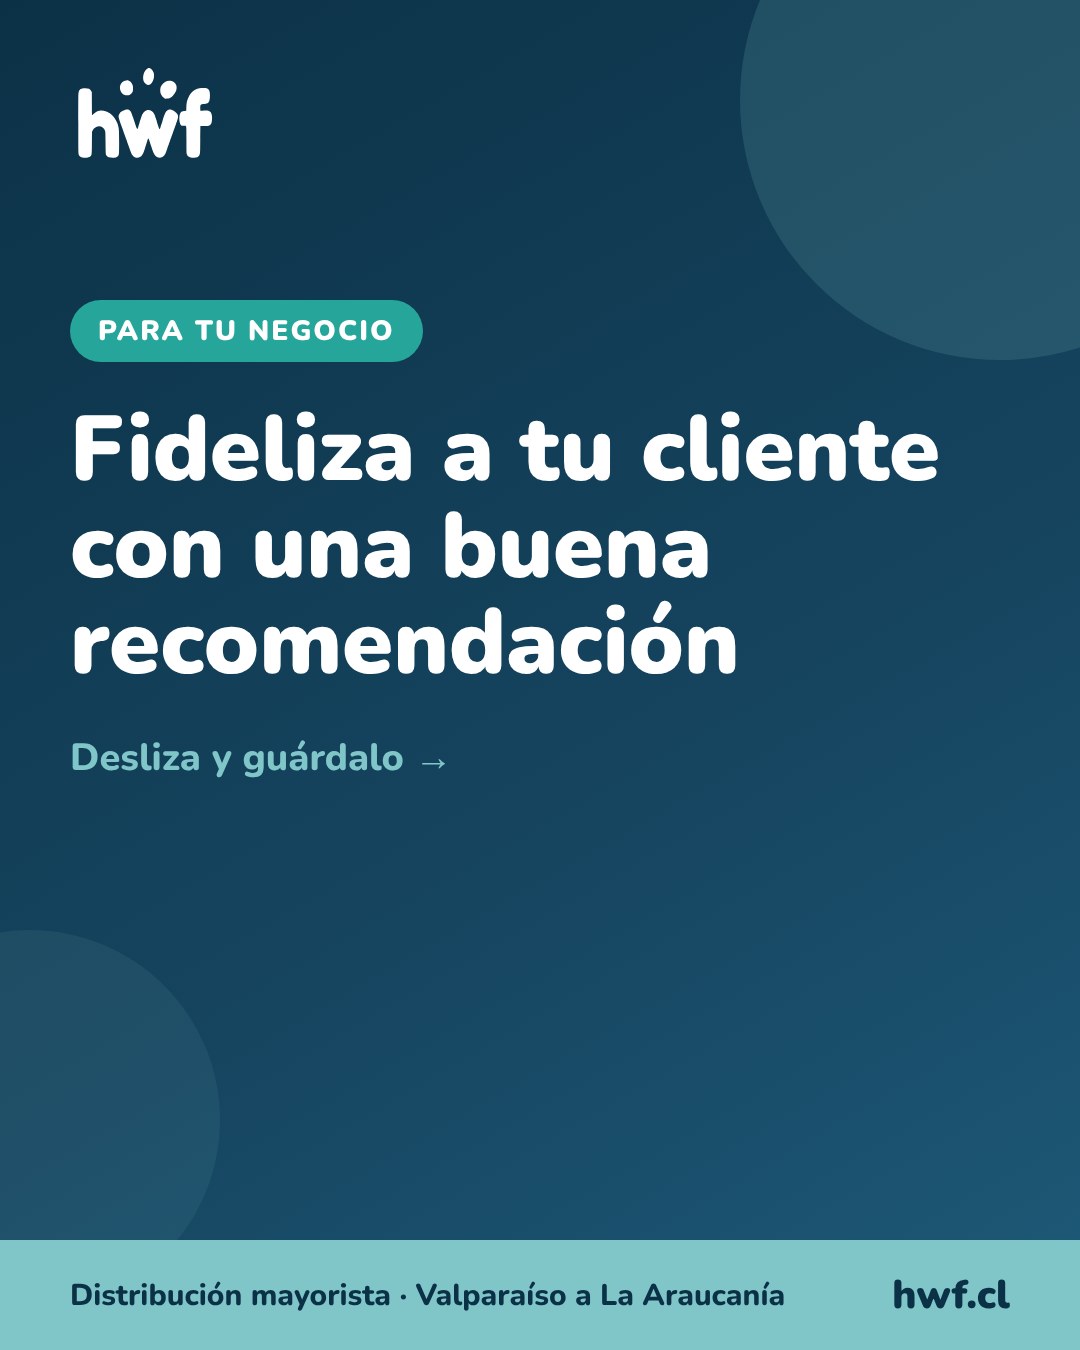 hwf
PARA TU NEGOCIO
Fideliza a tu cliente
con una buena
recomendación
Desliza y guárdalo →
Distribución mayorista · Valparaíso a La Araucanía
hwf.cl